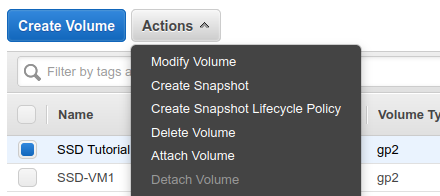 Create Volume Actions
Modify Volume
Filter by tags a
Create Snapshot
Create Snapshot Lifecycle Policy
Name Volume Ty
Delete Volume
SSD Tutorial Attach Volume gp2
SSD-VM1 Detach Volume gp2